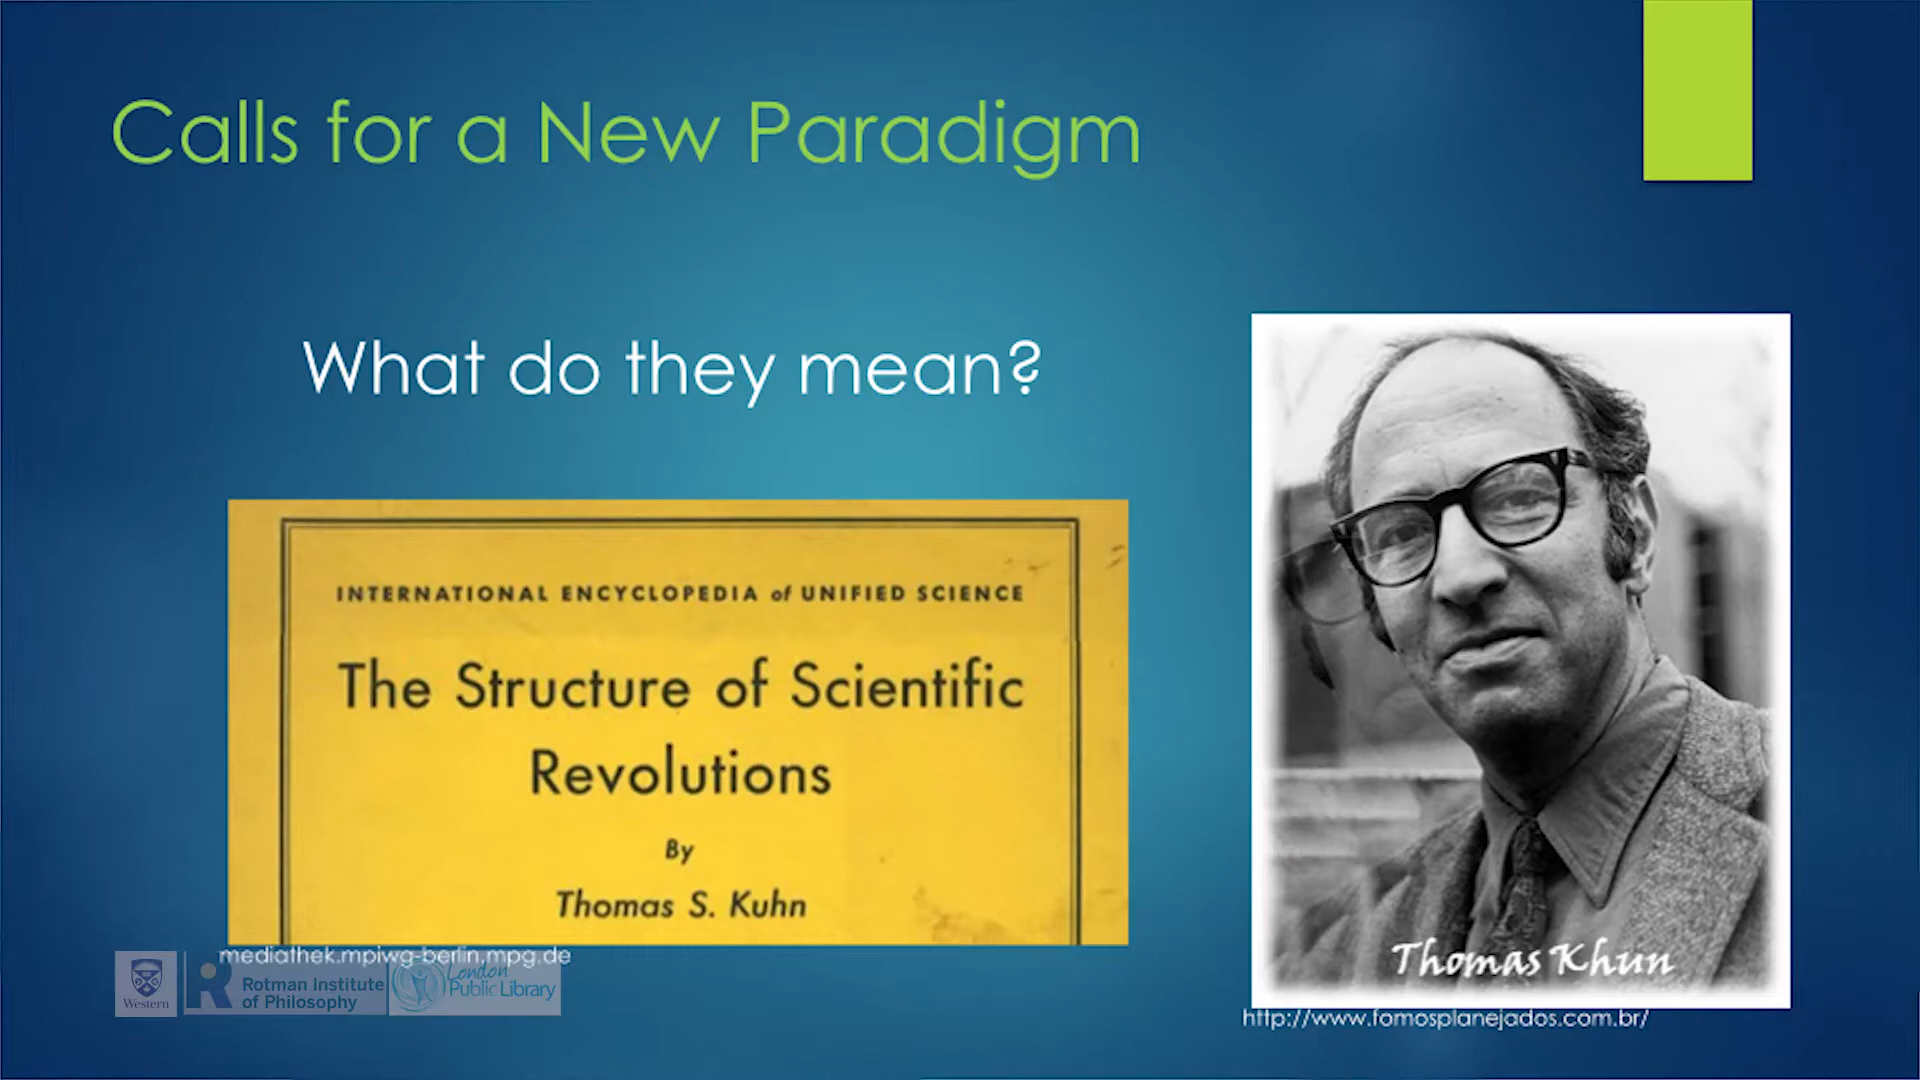 Calls for a New Paradigm
What do they mean?
INTERNATIONAL ENCYCLOPEDIA of UNIFIED SCIENCE
The Structure of Scientific
Revolutions
By
Thomas S. Kuhn
Thomas Khun
mediathek.mpiwg-berlin.mpg.de
Western
Rotman Institute
of Philosophy
London
Public Library
http://www.fomosplanejados.com.br/